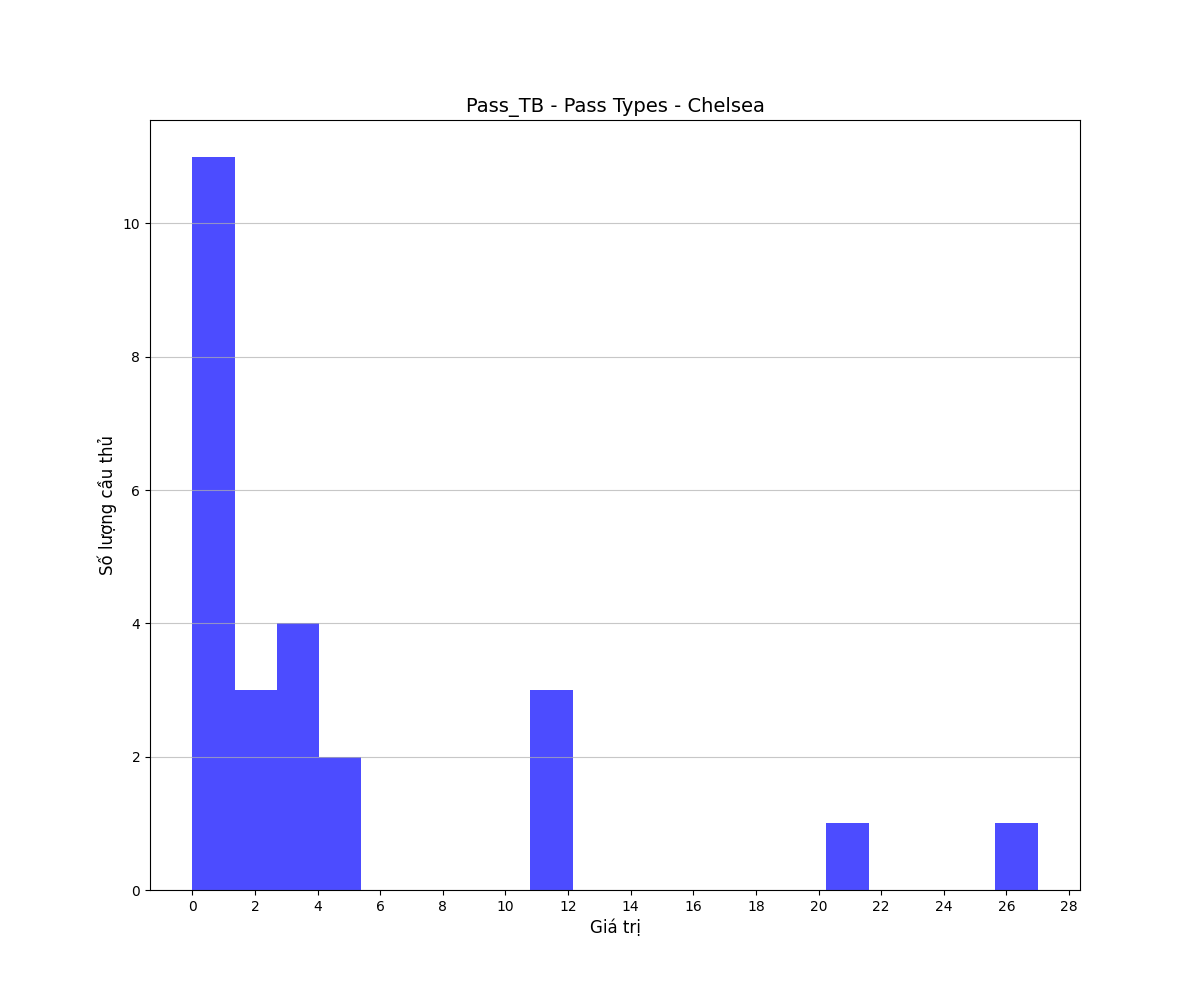 Pass_TB - Pass Types - Chelsea
Số lượng cầu thủ
10
8
6
4
2
0
0 2 4 6 8 10 12 14 16 18 20 22 24 26 28
Giá trị